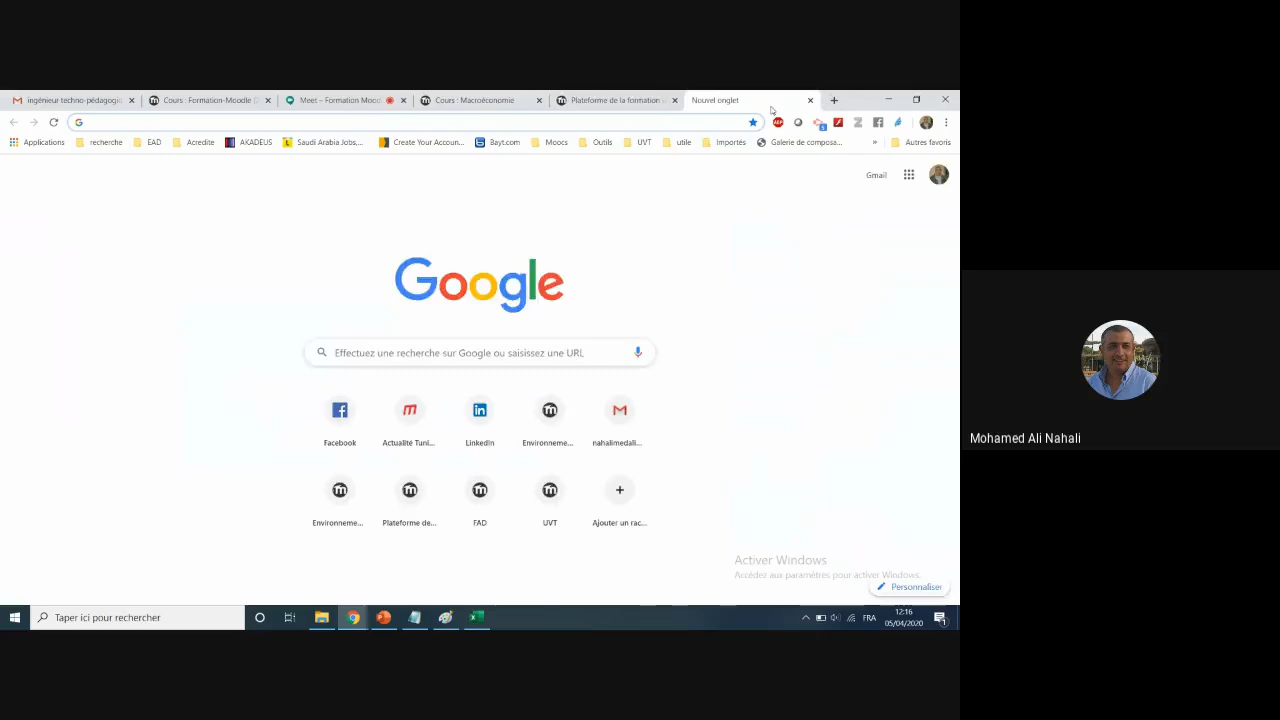 ingénieur techno-pédagogiq
Cours : Formation-Moodle D
Meet – Formation Mood
Cours : Macroéconomie
Plateforme de la formation
Nouvel onglet
Applications
recherche
EAD
Acredite
AKADEUS
Saudi Arabia Jobs,...
Create Your Accoun...
Bayt.com
Moocs
Outils
UVT
utile
Importés
Galerie de composa...
»
Autres favoris
Gmail
Google
Effectuez une recherche sur Google ou saisissez une URL
Facebook
Actualité Tuni...
LinkedIn
Environneme...
nahalimedali...
Environneme...
Plateforme de...
FAD
UVT
Ajouter un rac...
Mohamed Ali Nahali
Activer Windows
Accédez aux paramètres pour activer Windows.
Personnaliser
Taper ici pour rechercher
FRA
12:16
05/04/2020